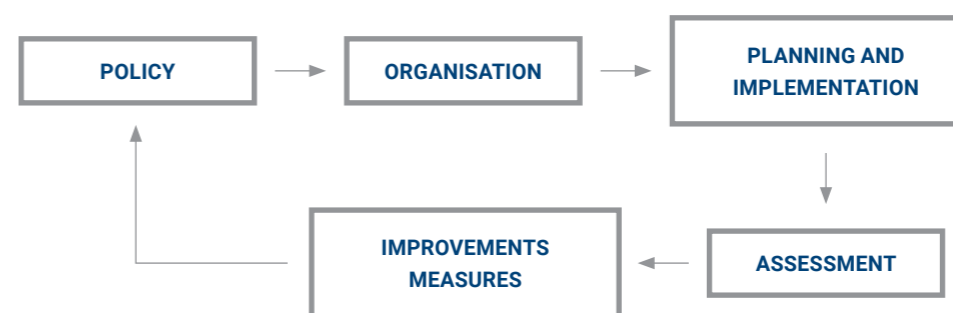 POLICY
ORGANISATION
PLANNING AND
IMPLEMENTATION
IMPROVEMENTS
MEASURES
ASSESSMENT